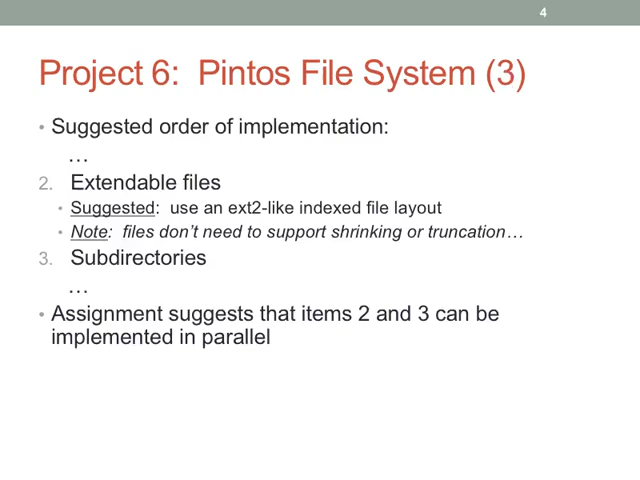 4
Project 6:  Pintos File System (3)
• Suggested order of implementation:
…
2. Extendable files
• Suggested:  use an ext2-like indexed file layout
• Note:  files don’t need to support shrinking or truncation…
3. Subdirectories
…
• Assignment suggests that items 2 and 3 can be
implemented in parallel